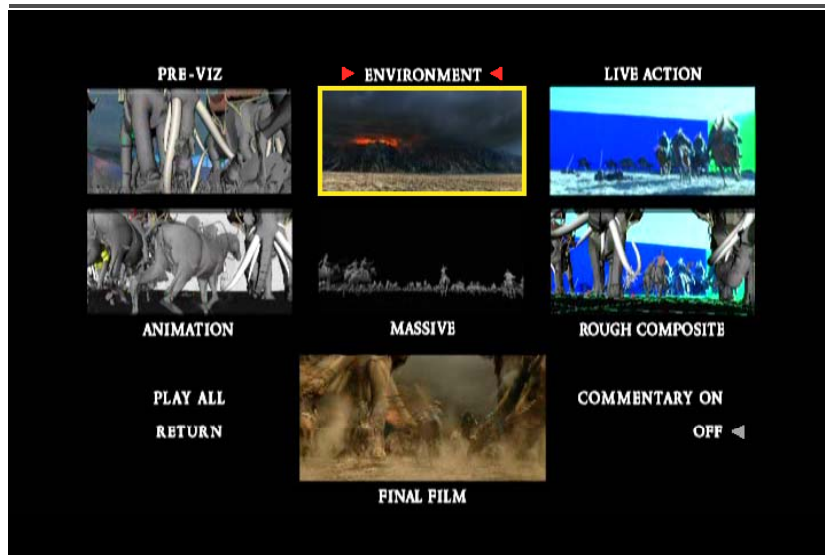 PRE-VIZ
ENVIRONMENT
LIVE ACTION
ANIMATION
MASSIVE
ROUGH COMPOSITE
PLAY ALL
COMMENTARY ON
RETURN
OFF
FINAL FILM